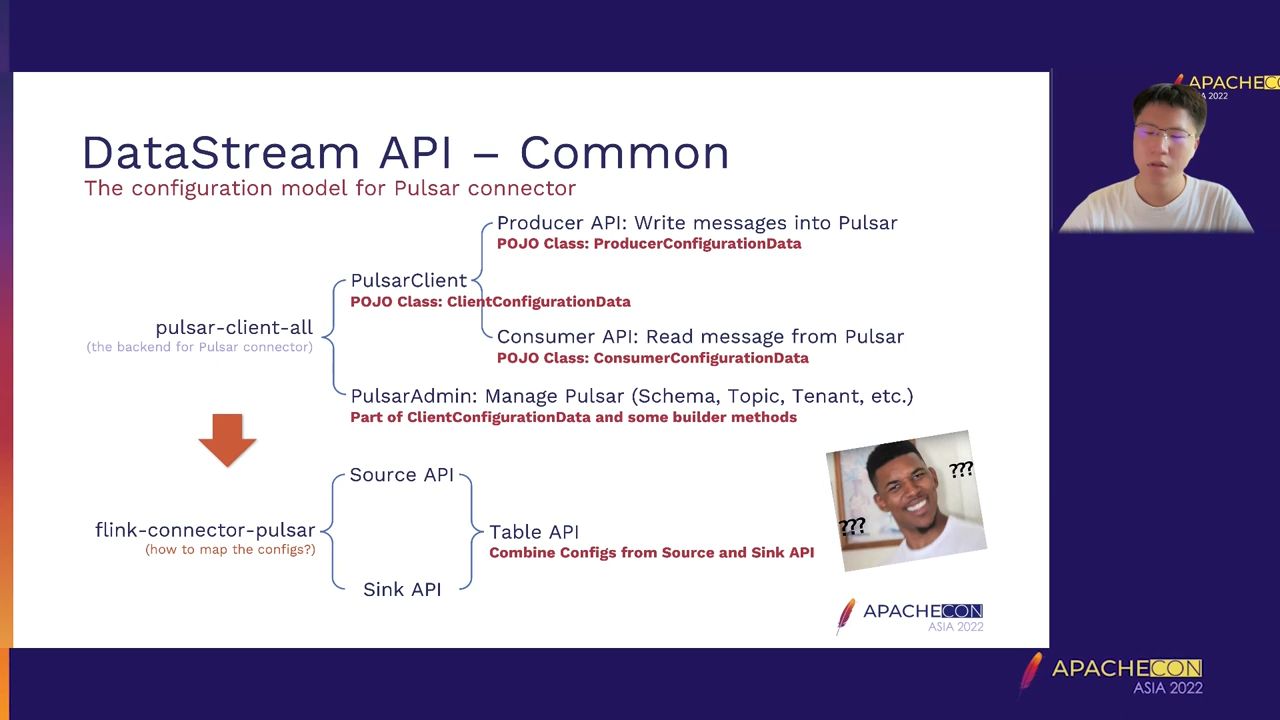 DataStream API – Common
The configuration model for Pulsar connector
Producer API: Write messages into Pulsar
POJO Class: ProducerConfigurationData
PulsarClient
POJO Class: ClientConfigurationData
pulsar-client-all
(the backend for Pulsar connector)
Consumer API: Read message from Pulsar
POJO Class: ConsumerConfigurationData
PulsarAdmin: Manage Pulsar (Schema, Topic, Tenant, etc.)
Part of ClientConfigurationData and some builder methods
Source API
flink-connector-pulsar
(how to map the configs?)
Table API
Combine Configs from Source and Sink API
Sink API
???
???
APACHECON
ASIA 2022
APACHECO
IA 2022
APACHECON
ASIA 2022